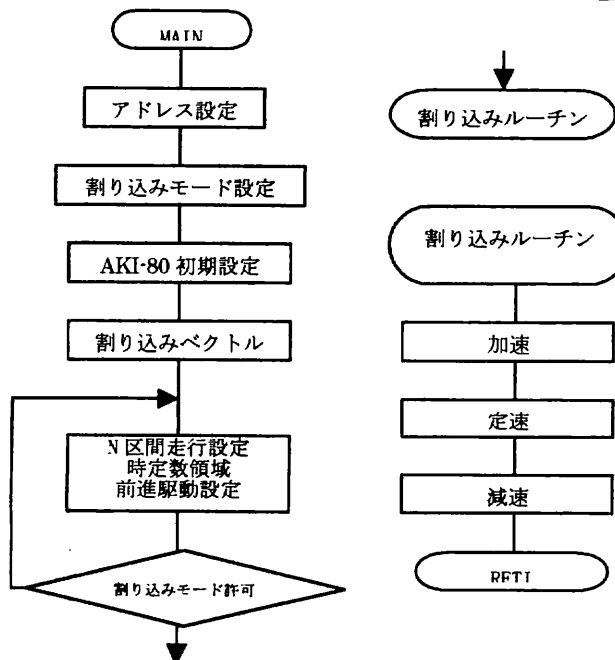 MAIN
アドレス設定
割り込みモード設定
AKI-80 初期設定
割り込みベクトル
N 区間走行設定
時定数領域
前進駆動設定
割り込みモード許可
割り込みルーチン
割り込みルーチン
加速
定速
減速
RETI